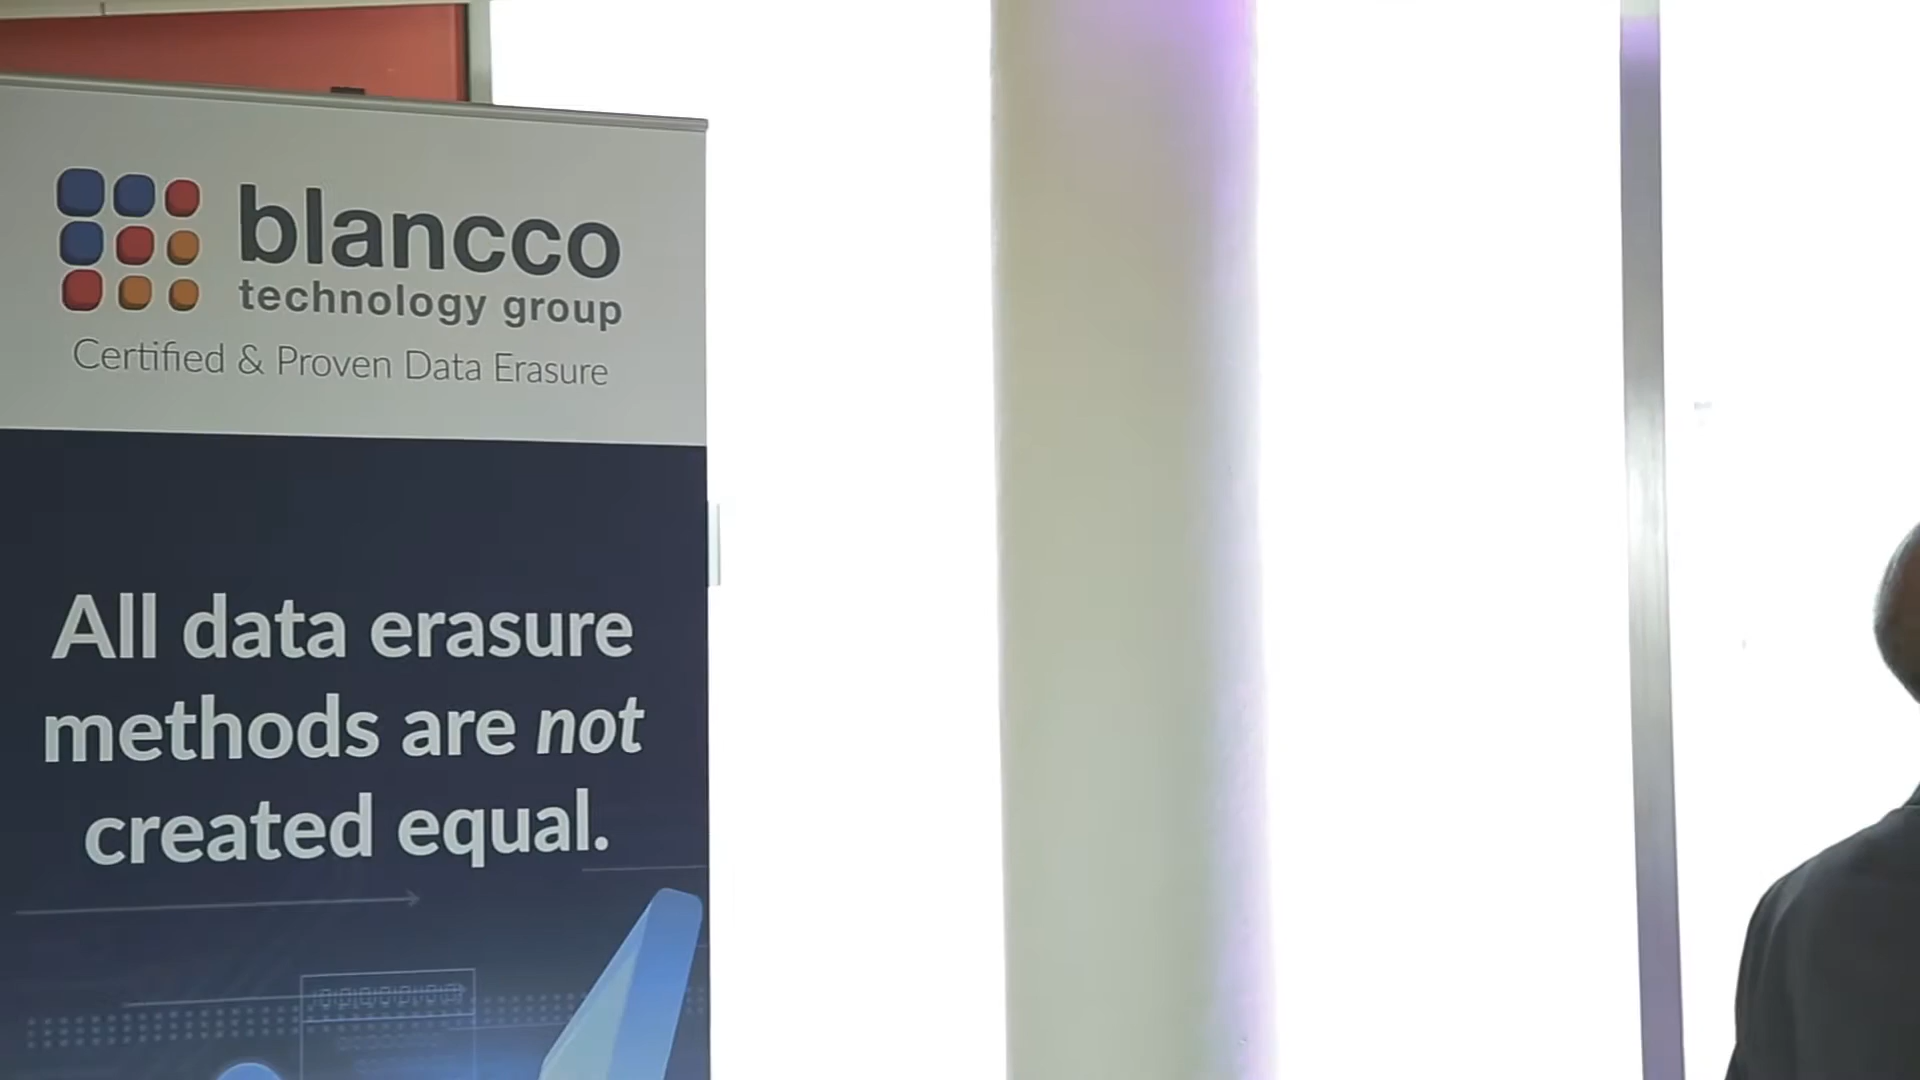 blancco
technology group
Certified & Proven Data Erasure
All data erasure
methods are not
created equal.